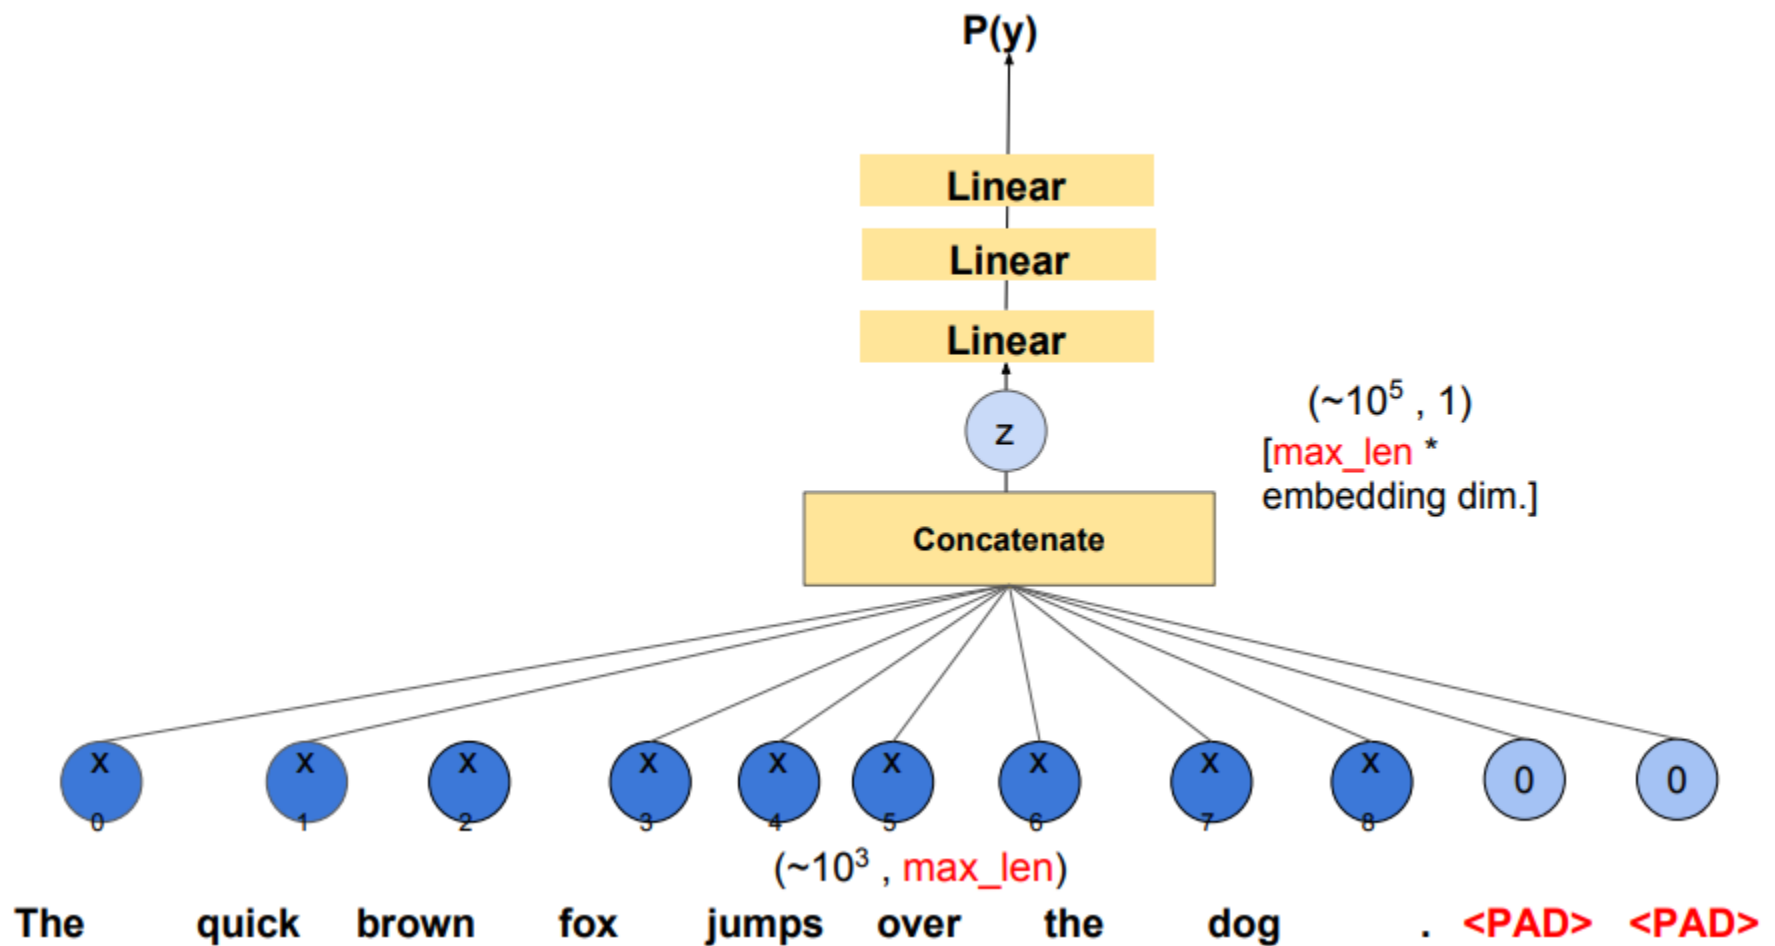 P(y)
Linear
Linear
Linear
z
(~10⁵ , 1)
[max_len *
embedding dim.]
Concatenate
x x x x x x x x x 0 0
0 1 2 3 4 5 6 7 8
(~10³ , max_len)
The quick brown fox jumps over the dog . <PAD> <PAD>